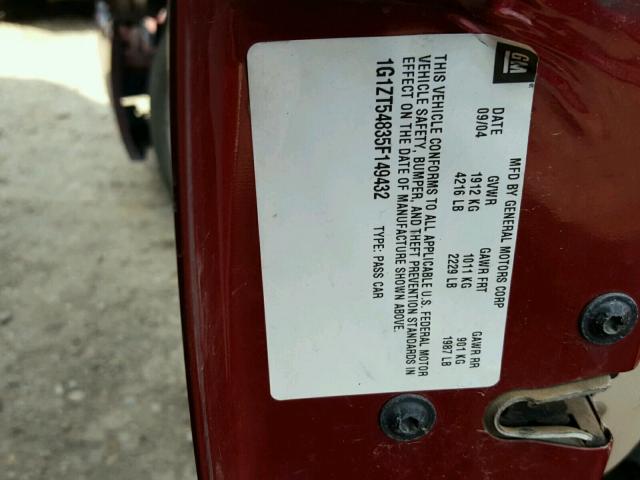 GM
MFD BY GENERAL MOTORS CORP
DATE GVWR GAWR FRT GAWR RR
09/04 1912 KG 1011 KG 901 KG
4216 LB 2229 LB 1987 LB
THIS VEHICLE CONFORMS TO ALL APPLICABLE U.S. FEDERAL MOTOR
VEHICLE SAFETY, BUMPER, AND THEFT PREVENTION STANDARDS IN
EFFECT ON THE DATE OF MANUFACTURE SHOWN ABOVE.
1G1ZT54835F149432 TYPE: PASS CAR